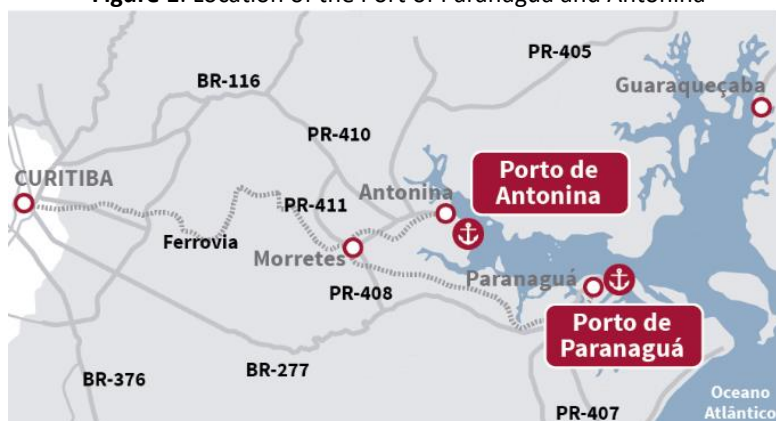 Figure 1: Location of the Port of Paranaguá and Antonina
PR-405
BR-116
Guaraqueçaba
PR-410
CURITIBA
Antonina
Porto de
Antonina
PR-411
Ferrovia
Morretes
Paranaguá
PR-408
Porto de
Paranaguá
BR-376
BR-277
PR-407
Oceano
Atlântico